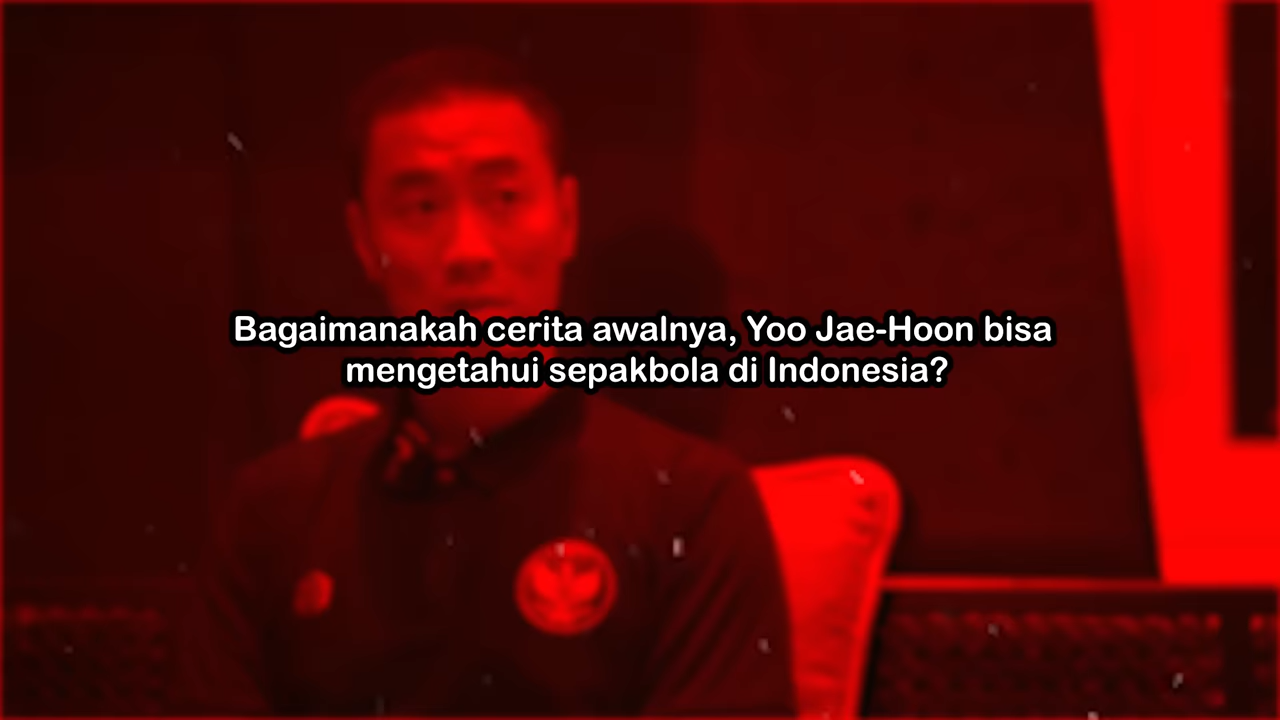 Bagaimanakah cerita awalnya, Yoo Jae-Hoon bisa
mengetahui sepakbola di Indonesia?